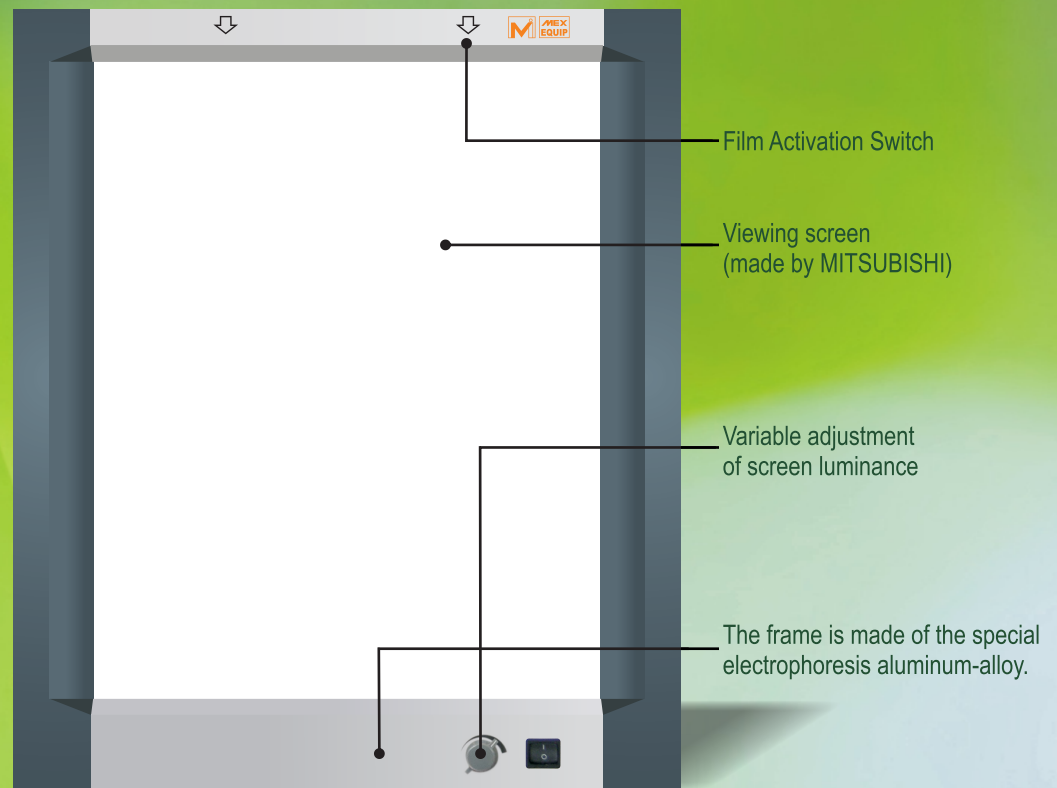 M
MEX
EQUIP
Film Activation Switch
Viewing screen
(made by MITSUBISHI)
Variable adjustment
of screen luminance
The frame is made of the special
electrophoresis aluminum-alloy.